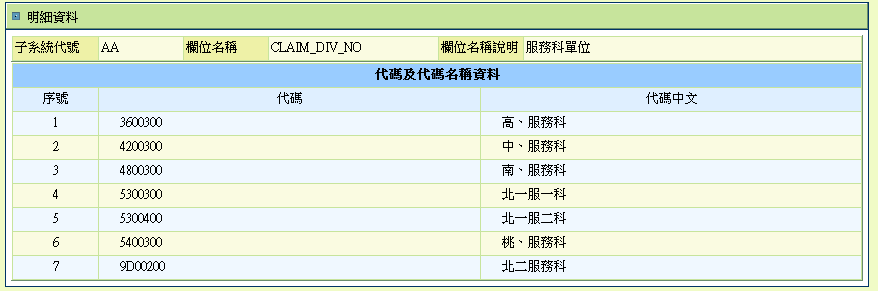 明細資料
子系統代號 AA 欄位名稱 CLAIM_DIV_NO 欄位名稱說明 服務科單位
代碼及代碼名稱資料
序號 代碼 代碼中文
1 3600300 高、服務科
2 4200300 中、服務科
3 4800300 南、服務科
4 5300300 北一服一科
5 5300400 北一服二科
6 5400300 桃、服務科
7 9D00200 北二服務科